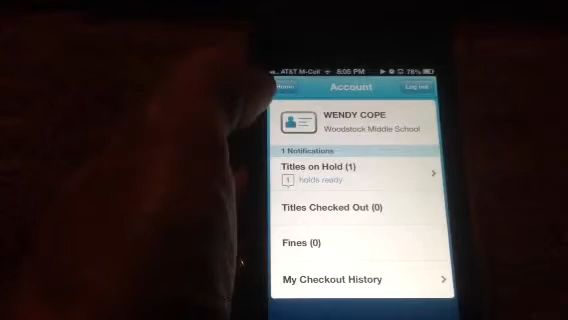 AT&T M-Cell 8:05 PM 78%
Home Account Log out
WENDY COPE
Woodstock Middle School
1 Notifications
Titles on Hold (1)
1 holds ready
Titles Checked Out (0)
Fines (0)
My Checkout History